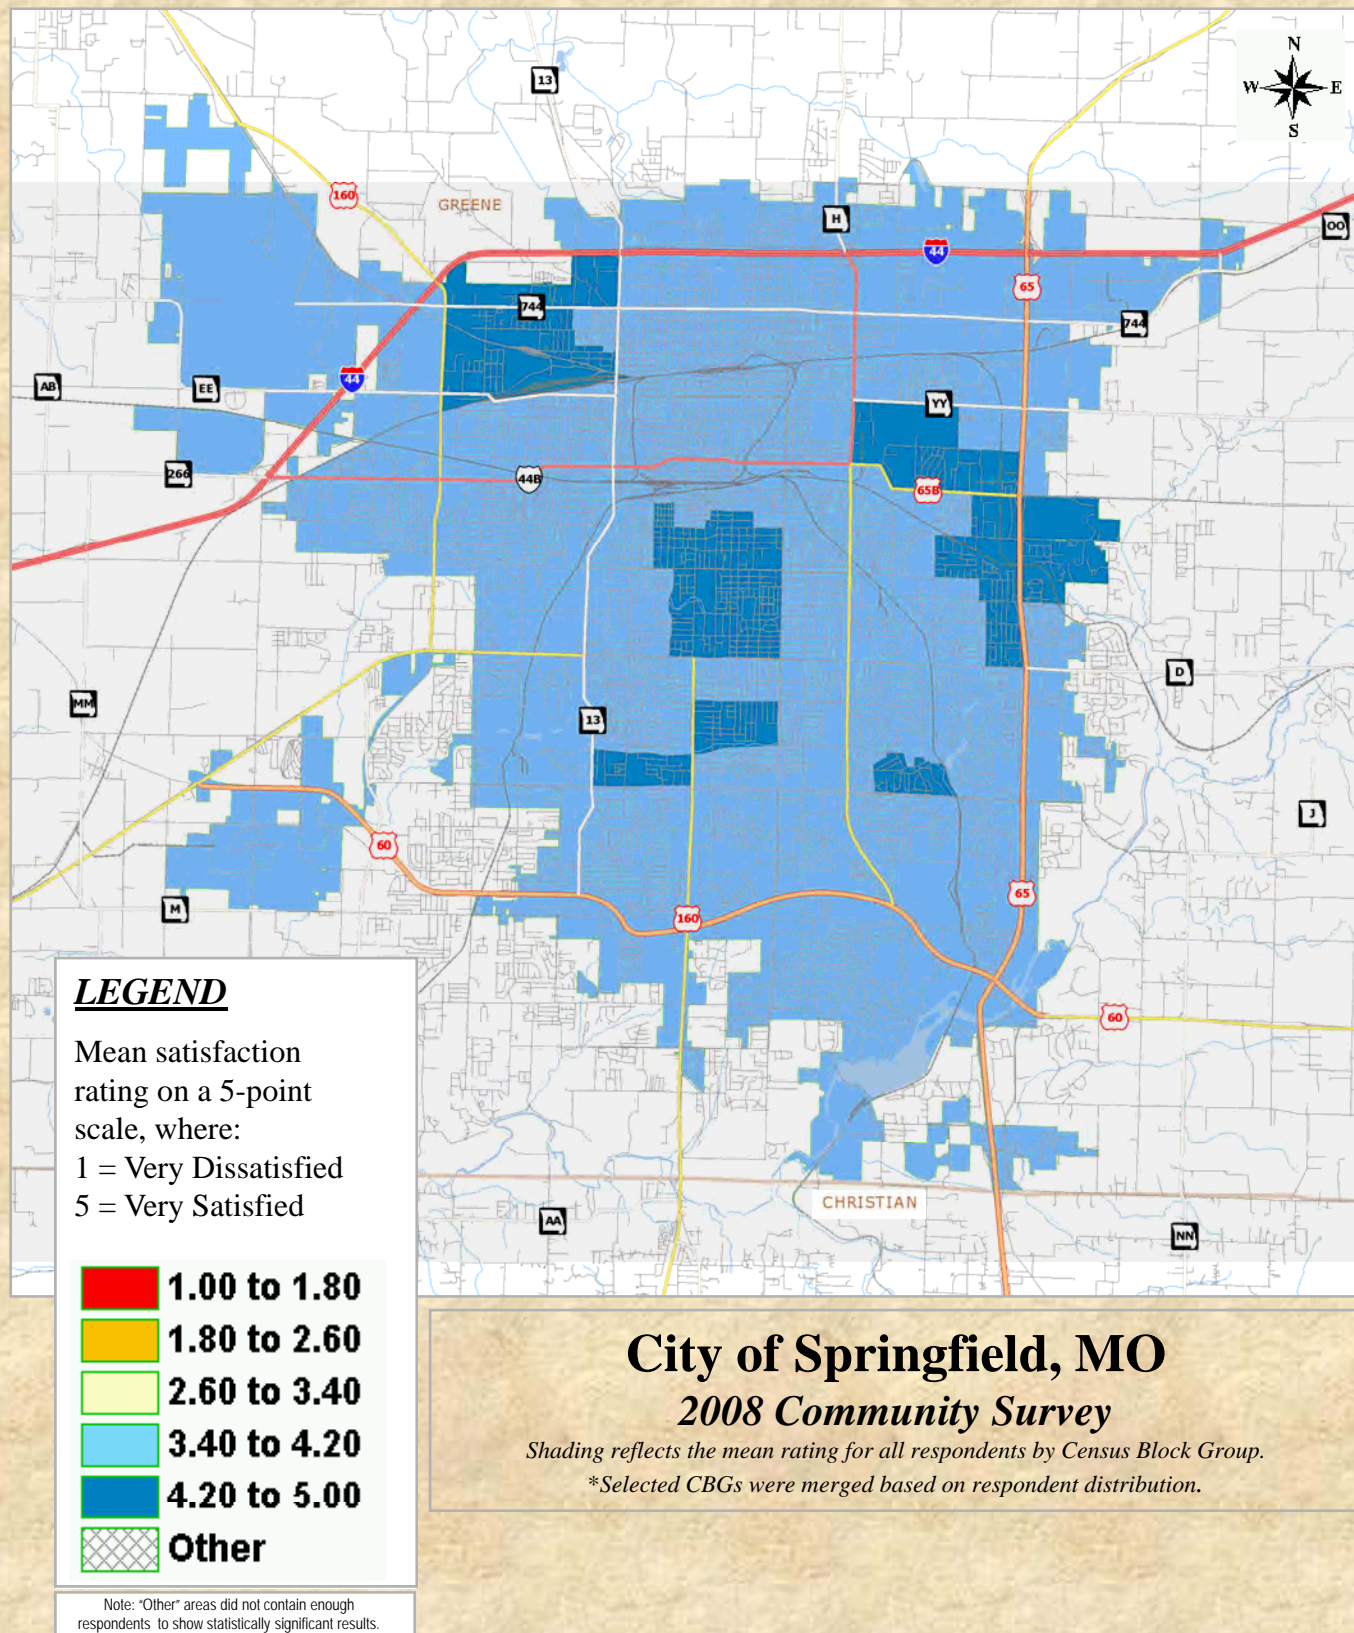 N
W E
S
13
160
GREENE
H
44
OO
65
744
744
44
AB
EE
YY
266
44B
65B
D
MM
13
J
60
M
160
65
60
CHRISTIAN
AA
NN
LEGEND
Mean satisfaction
rating on a 5-point
scale, where:
1 = Very Dissatisfied
5 = Very Satisfied
1.00 to 1.80
1.80 to 2.60
2.60 to 3.40
3.40 to 4.20
4.20 to 5.00
Other
Note: "Other" areas did not contain enough
respondents to show statistically significant results.
City of Springfield, MO
2008 Community Survey
Shading reflects the mean rating for all respondents by Census Block Group.
*Selected CBGs were merged based on respondent distribution.